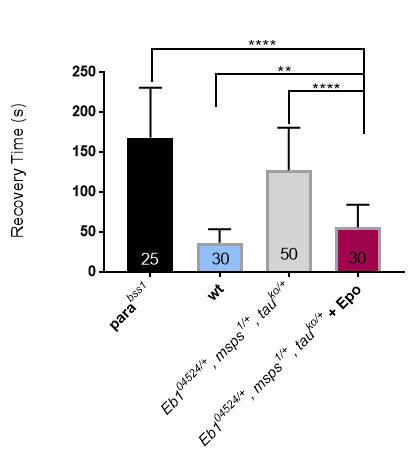 ****
**
****
250
200
150
100
50
0
Recovery Time (s)
25
30
50
30
para bss1
wt
Eb1 04524/+, msps 1/+, tau ko/+
Eb1 04524/+, msps 1/+, tau ko/+ + Epo